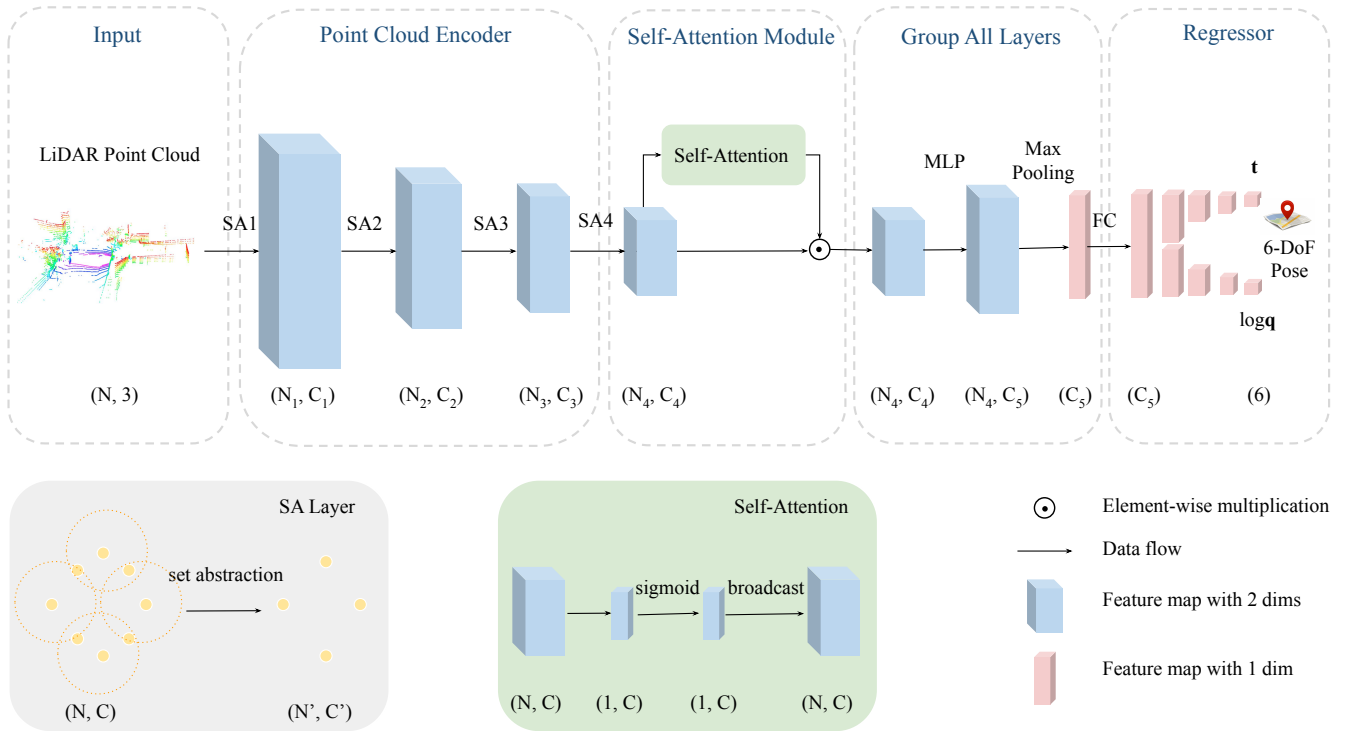 Input
Point Cloud Encoder
Self-Attention Module
Group All Layers
Regressor
LiDAR Point Cloud
SA1
SA2
SA3
SA4
Self-Attention
MLP
Max
Pooling
FC
t
6-DoF
Pose
logq
(N, 3)
(N₁, C₁)
(N₂, C₂)
(N₃, C₃)
(N₄, C₄)
(N₄, C₄)
(N₄, C₅)
(C₅)
(C₅)
(6)
SA Layer
set abstraction
(N, C)
(N’, C’)
Self-Attention
sigmoid
broadcast
(N, C)
(1, C)
(1, C)
(N, C)
Element-wise multiplication
Data flow
Feature map with 2 dims
Feature map with 1 dim